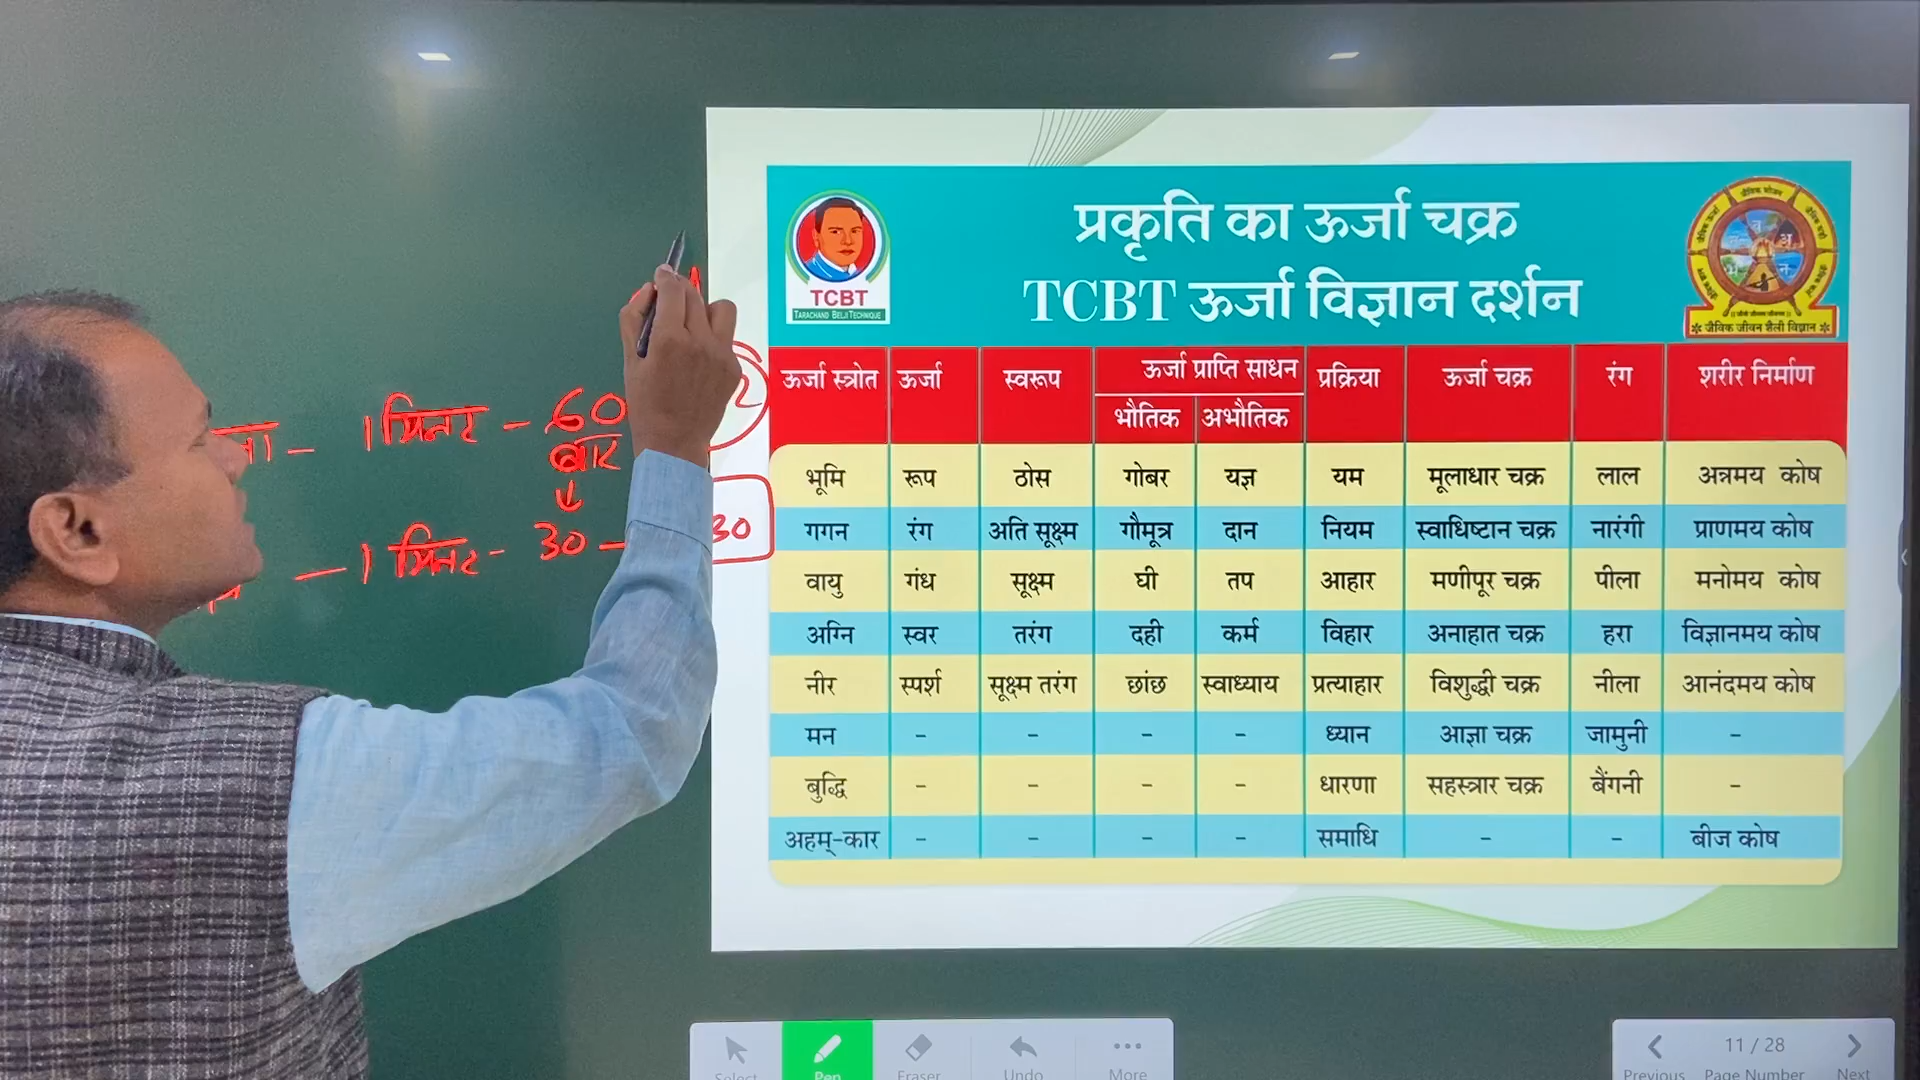 प्रकृति का ऊर्जा चक्र
TCBT ऊर्जा विज्ञान दर्शन
TCBT
TARACHAND BELJI TECHNIQUE
जैविक जीवन शैली विज्ञान
ऊर्जा स्त्रोत ऊर्जा स्वरूप ऊर्जा प्राप्ति साधन प्रक्रिया ऊर्जा चक्र रंग शरीर निर्माण
भौतिक अभौतिक
भूमि रूप ठोस गोबर यज्ञ यम मूलाधार चक्र लाल अन्नमय कोष
गगन रंग अति सूक्ष्म गौमूत्र दान नियम स्वाधिष्टान चक्र नारंगी प्राणमय कोष
वायु गंध सूक्ष्म घी तप आहार मणीपूर चक्र पीला मनोमय कोष
अग्नि स्वर तरंग दही कर्म विहार अनाहात चक्र हरा विज्ञानमय कोष
नीर स्पर्श सूक्ष्म तरंग छांछ स्वाध्याय प्रत्याहार विशुद्धी चक्र नीला आनंदमय कोष
मन - - - - ध्यान आज्ञा चक्र जामुनी -
बुद्धि - - - - धारणा सहस्त्रार चक्र बैंगनी -
अहम्-कार - - - - समाधि - - बीज कोष
1 मिनट - 60
बार
1 मिनट - 30 - 30
Select Pen Eraser Undo More
11 / 28
Previous Page Number Next